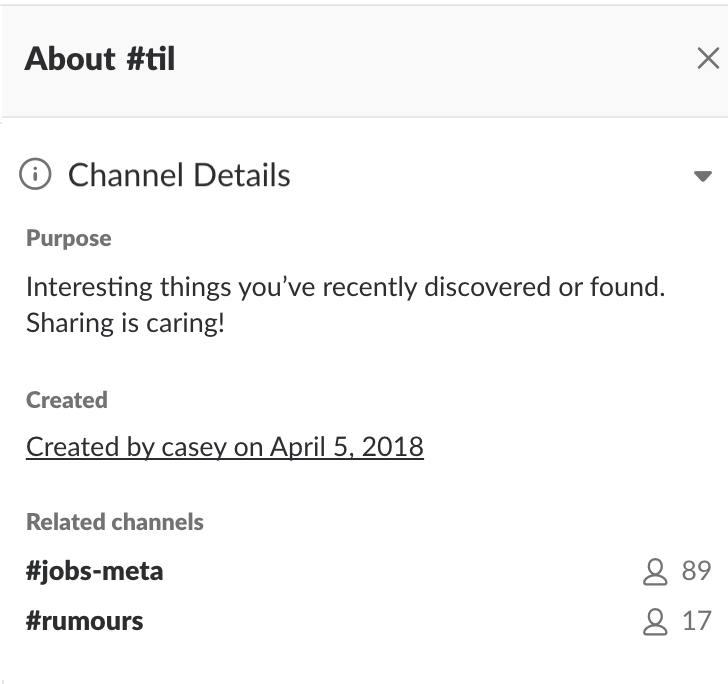 About #til
Channel Details
Purpose
Interesting things you’ve recently discovered or found.
Sharing is caring!
Created
Created by casey on April 5, 2018
Related channels
#jobs-meta 89
#rumours 17